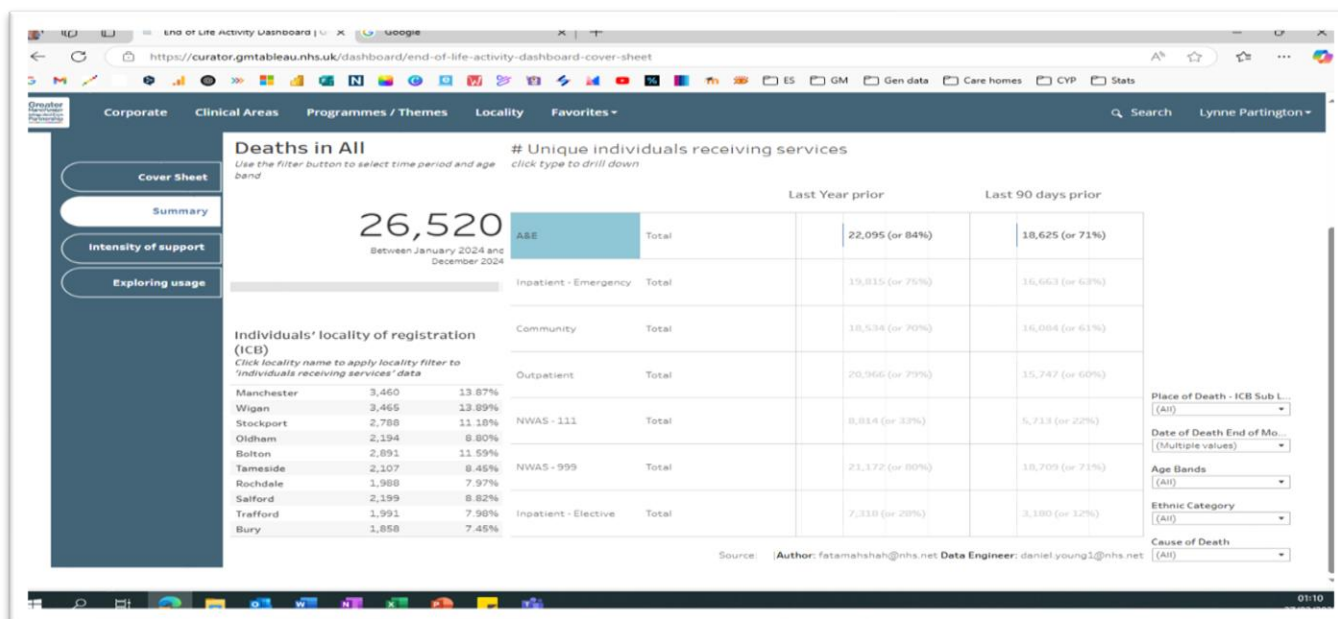 End of Life Activity Dashboard | G
Google
https://curator.gmtableau.nhs.uk/dashboard/end-of-life-activity-dashboard-cover-sheet
ES GM Gen data Care homes CYP Stats
Greater
Corporate Clinical Areas Programmes / Themes Locality Favorites Search Lynne Partington
Cover Sheet
Summary
Intensity of support
Exploring usage
Deaths in All
Use the filter button to select time period and age
band
26,520
Between January 2024 and
December 2024
Individuals' locality of registration
(ICB)
Click locality name to apply locality filter to
'individuals receiving services' data
Manchester 3,460 13.87%
Wigan 3,465 13.89%
Stockport 2,788 11.18%
Oldham 2,194 8.80%
Bolton 2,891 11.59%
Tameside 2,107 8.45%
Rochdale 1,988 7.97%
Salford 2,199 8.82%
Trafford 1,991 7.98%
Bury 1,858 7.45%
# Unique individuals receiving services
click type to drill down
Last Year prior Last 90 days prior
A&E Total 22,095 (or 84%) 18,625 (or 71%)
Inpatient - Emergency Total 19,815 (or 75%) 16,663 (or 63%)
Community Total 18,534 (or 70%) 16,084 (or 61%)
Outpatient Total 20,966 (or 79%) 15,747 (or 60%)
NWAS - 111 Total 8,814 (or 33%) 5,713 (or 22%)
NWAS - 999 Total 21,172 (or 80%) 18,709 (or 71%)
Inpatient - Elective Total 7,310 (or 28%) 3,180 (or 12%)
Source: |Author: fatamahshah@nhs.net Data Engineer: daniel.young1@nhs.net
Place of Death - ICB Sub L...
(All)
Date of Death End of Mo...
(Multiple values)
Age Bands
(All)
Ethnic Category
(All)
Cause of Death
(All)
01:10